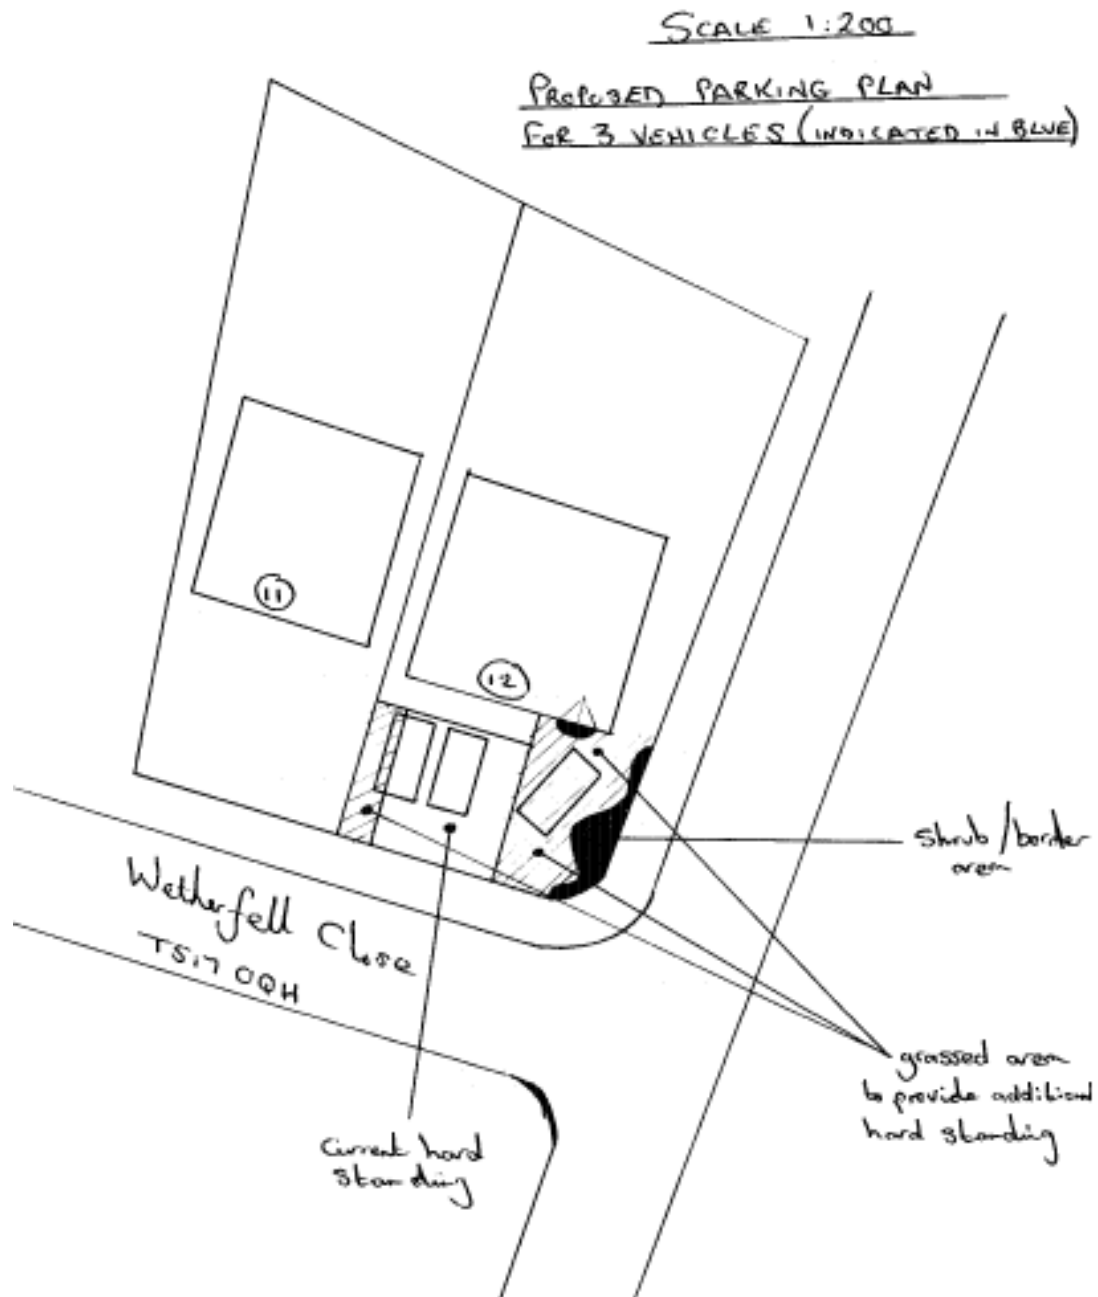 SCALE 1:200
PROPOSED PARKING PLAN
FOR 3 VEHICLES (INDICATED IN BLUE)
11
12
Shrub/border
area
Wetherfell Close
TS17 0QH
grassed area
to provide additional
hard standing
Current hard
standing